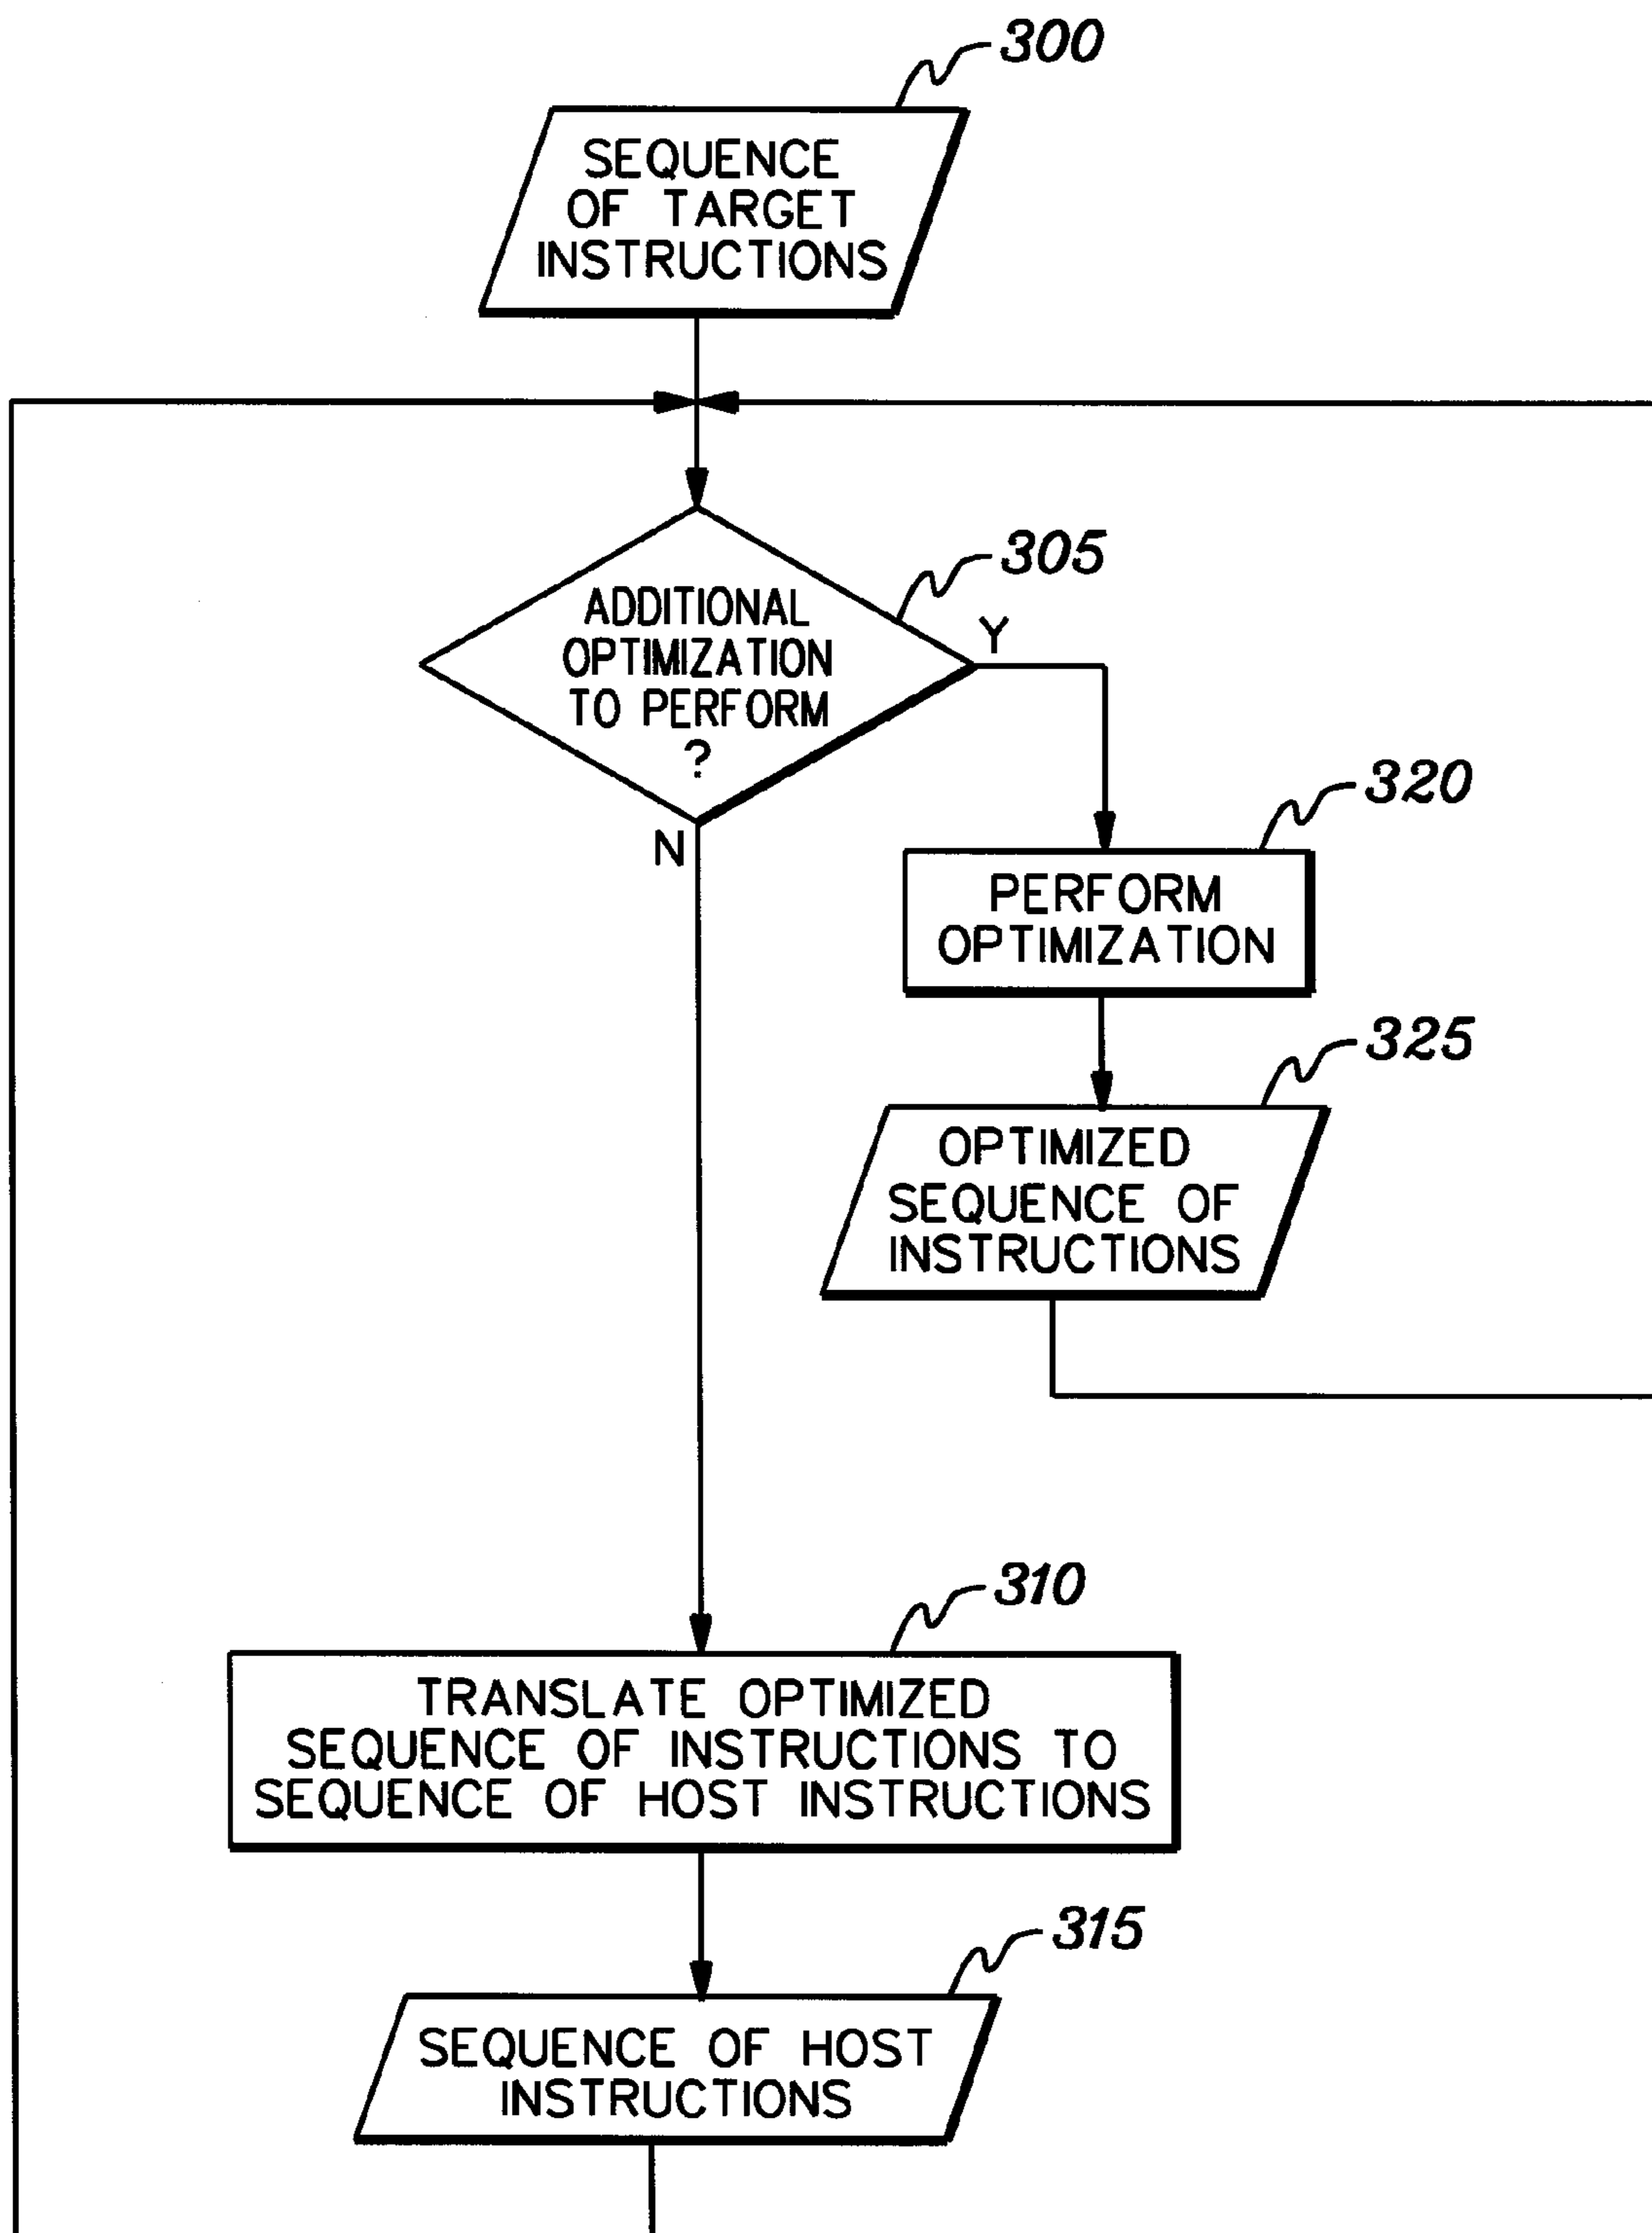 300
SEQUENCE
OF TARGET
INSTRUCTIONS
305
ADDITIONAL
OPTIMIZATION
TO PERFORM
?
Y
N
320
PERFORM
OPTIMIZATION
325
OPTIMIZED
SEQUENCE OF
INSTRUCTIONS
310
TRANSLATE OPTIMIZED
SEQUENCE OF INSTRUCTIONS TO
SEQUENCE OF HOST INSTRUCTIONS
315
SEQUENCE OF HOST
INSTRUCTIONS